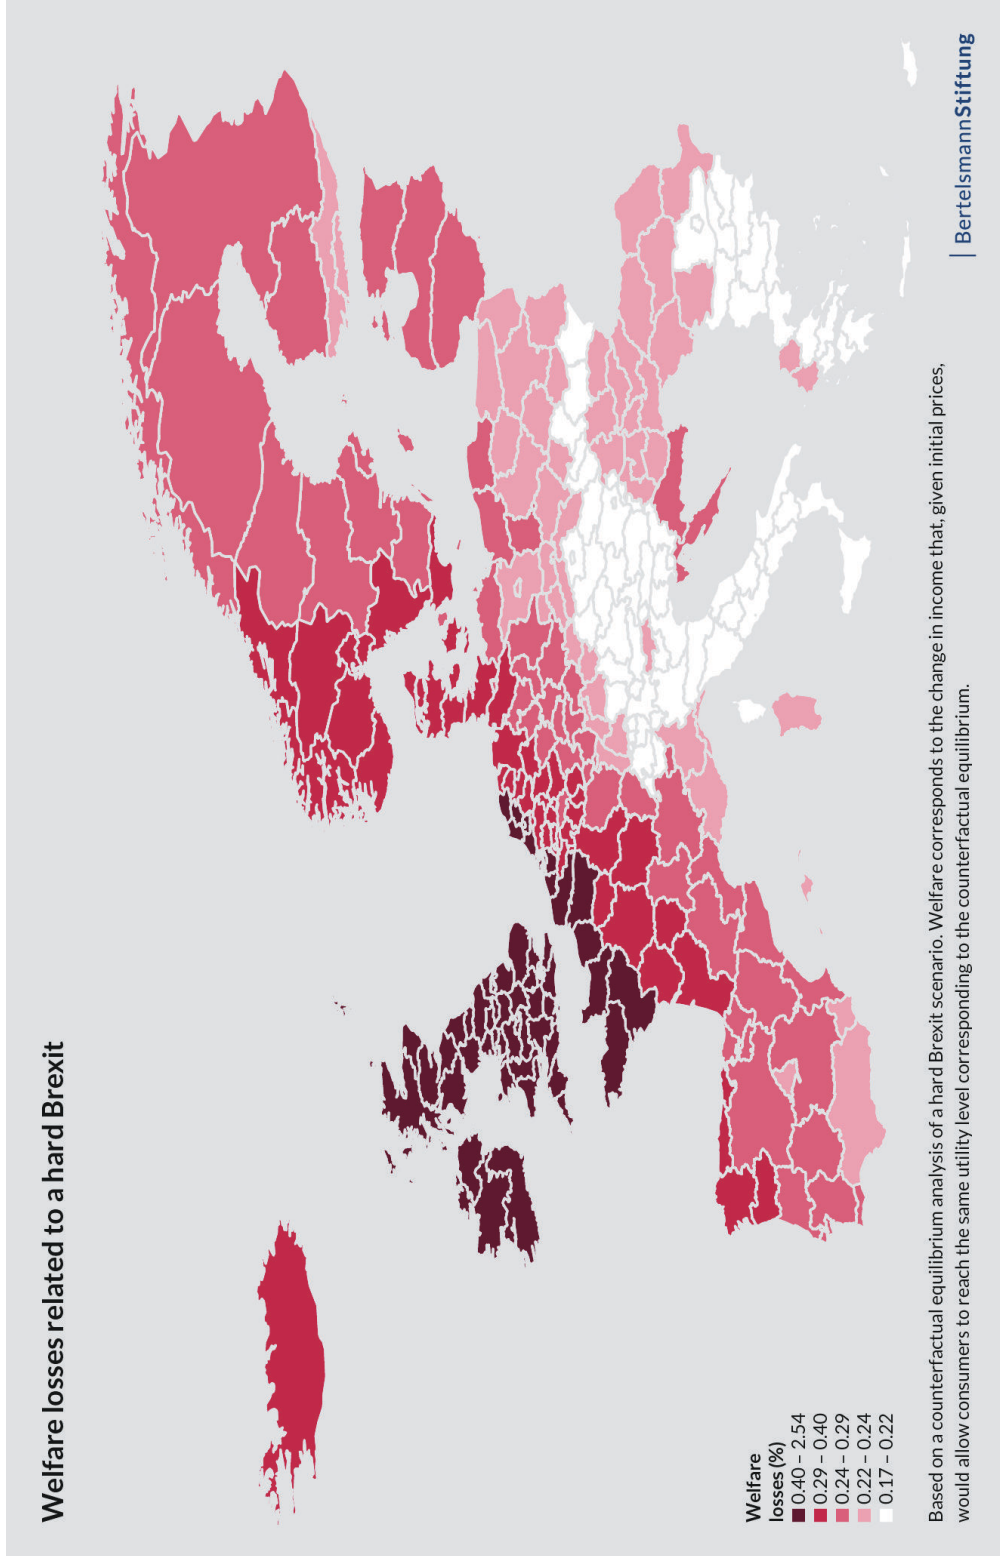 Welfare losses related to a hard Brexit
Welfare
losses (%)
0.40 – 2.54
0.29 – 0.40
0.24 – 0.29
0.22 – 0.24
0.17 – 0.22
Based on a counterfactual equilibrium analysis of a hard Brexit scenario. Welfare corresponds to the change in income that, given initial prices,
would allow consumers to reach the same utility level corresponding to the counterfactual equilibrium.
| BertelsmannStiftung